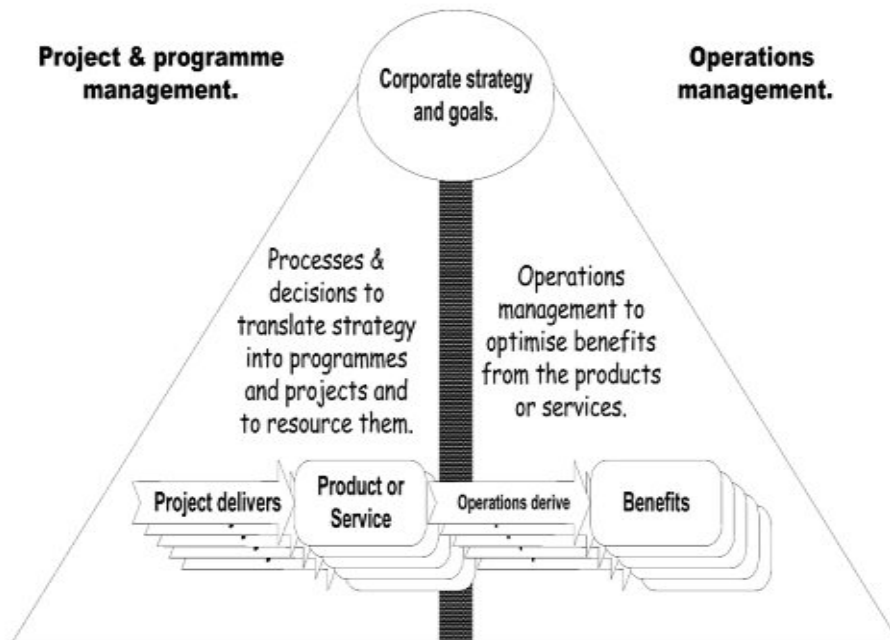 Project & programme
management.
Corporate strategy
and goals.
Operations
management.
Processes &
decisions to
translate strategy
into programmes
and projects and
to resource them.
Operations
management to
optimise benefits
from the products
or services.
Project delivers
Product or
Service
Operations derive
Benefits